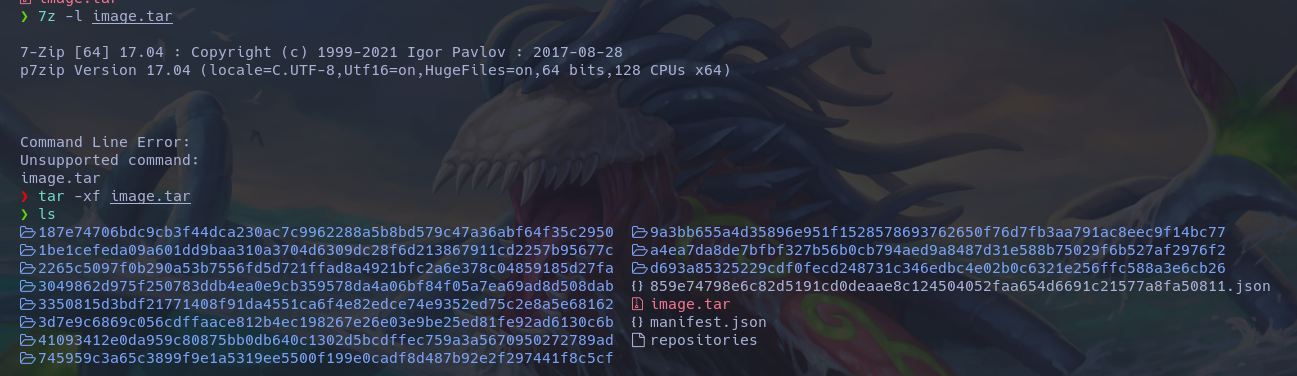 image.tar
❯ 7z -l image.tar
7-Zip [64] 17.04 : Copyright (c) 1999-2021 Igor Pavlov : 2017-08-28
p7zip Version 17.04 (locale=C.UTF-8,Utf16=on,HugeFiles=on,64 bits,128 CPUs x64)
Command Line Error:
Unsupported command:
image.tar
❯ tar -xf image.tar
❯ ls
187e74706bdc9cb3f44dca230ac7c9962288a5b8bd579c47a36abf64f35c2950 9a3bb655a4d35896e951f1528578693762650f76d7fb3aa791ac8eec9f14bc77
1be1cefeda09a601dd9baa310a3704d6309dc28f6d213867911cd2257b95677c a4ea7da8de7bfbf327b56b0cb794aed9a8487d31e588b75029f6b527af2976f2
2265c5097f0b290a53b7556fd5d721ffad8a4921bfc2a6e378c04859185d27fa d693a85325229cdf0fecd248731c346edbc4e02b0c6321e256ffc588a3e6cb26
3049862d975f250783ddb4ea0e9cb359578da4a06bf84f05a7ea69ad8d508dab {} 859e74798e6c82d5191cd0deaae8c124504052faa654d6691c21577a8fa50811.json
3350815d3bdf21771408f91da4551ca6f4e82edce74e9352ed75c2e8a5e68162 image.tar
3d7e9c6869c056cdffaace812b4ec198267e26e03e9be25ed81fe92ad6130c6b {} manifest.json
41093412e0da959c80875bb0db640c1302d5bcdffec759a3a5670950272789ad repositories
745959c3a65c3899f9e1a5319ee5500f199e0cadf8d487b92e2f297441f8c5cf